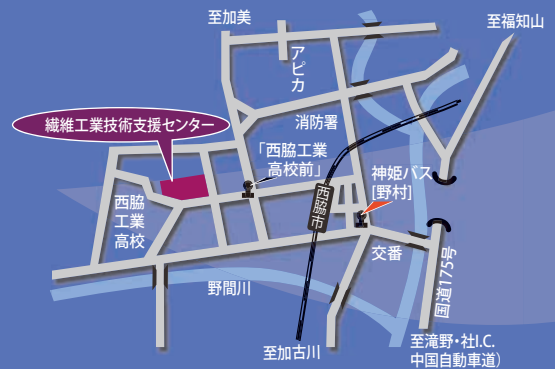 至加美
至福知山
アピカ
繊維工業技術支援センター
消防署
「西脇工業
高校前」
神姫バス
[野村]
西脇
工業
高校
西脇市
交番
国道175号
野間川
至加古川
至滝野・社I.C.
中国自動車道)